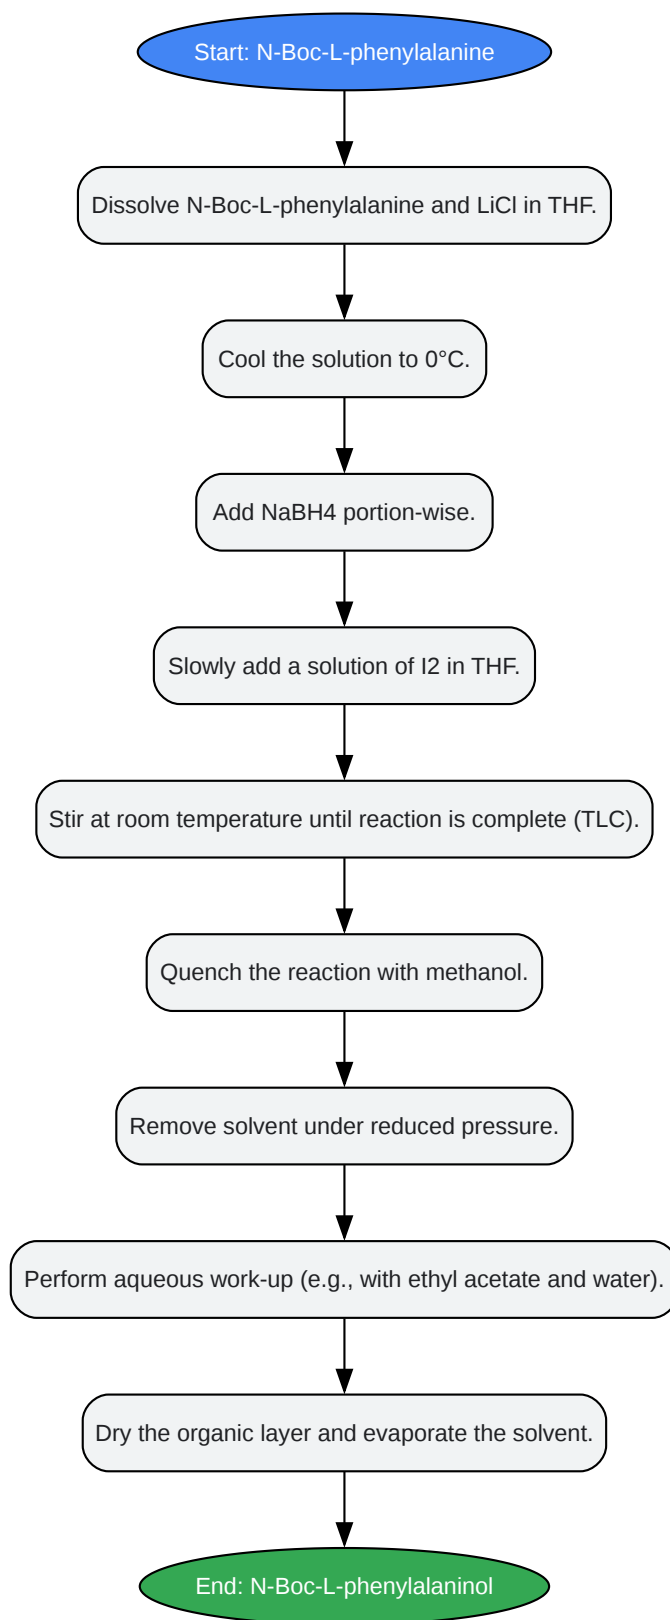 Start: N-Boc-L-phenylalanine
Dissolve N-Boc-L-phenylalanine and LiCl in THF.
Cool the solution to 0°C.
Add NaBH4 portion-wise.
Slowly add a solution of I2 in THF.
Stir at room temperature until reaction is complete (TLC).
Quench the reaction with methanol.
Remove solvent under reduced pressure.
Perform aqueous work-up (e.g., with ethyl acetate and water).
Dry the organic layer and evaporate the solvent.
End: N-Boc-L-phenylalaninol